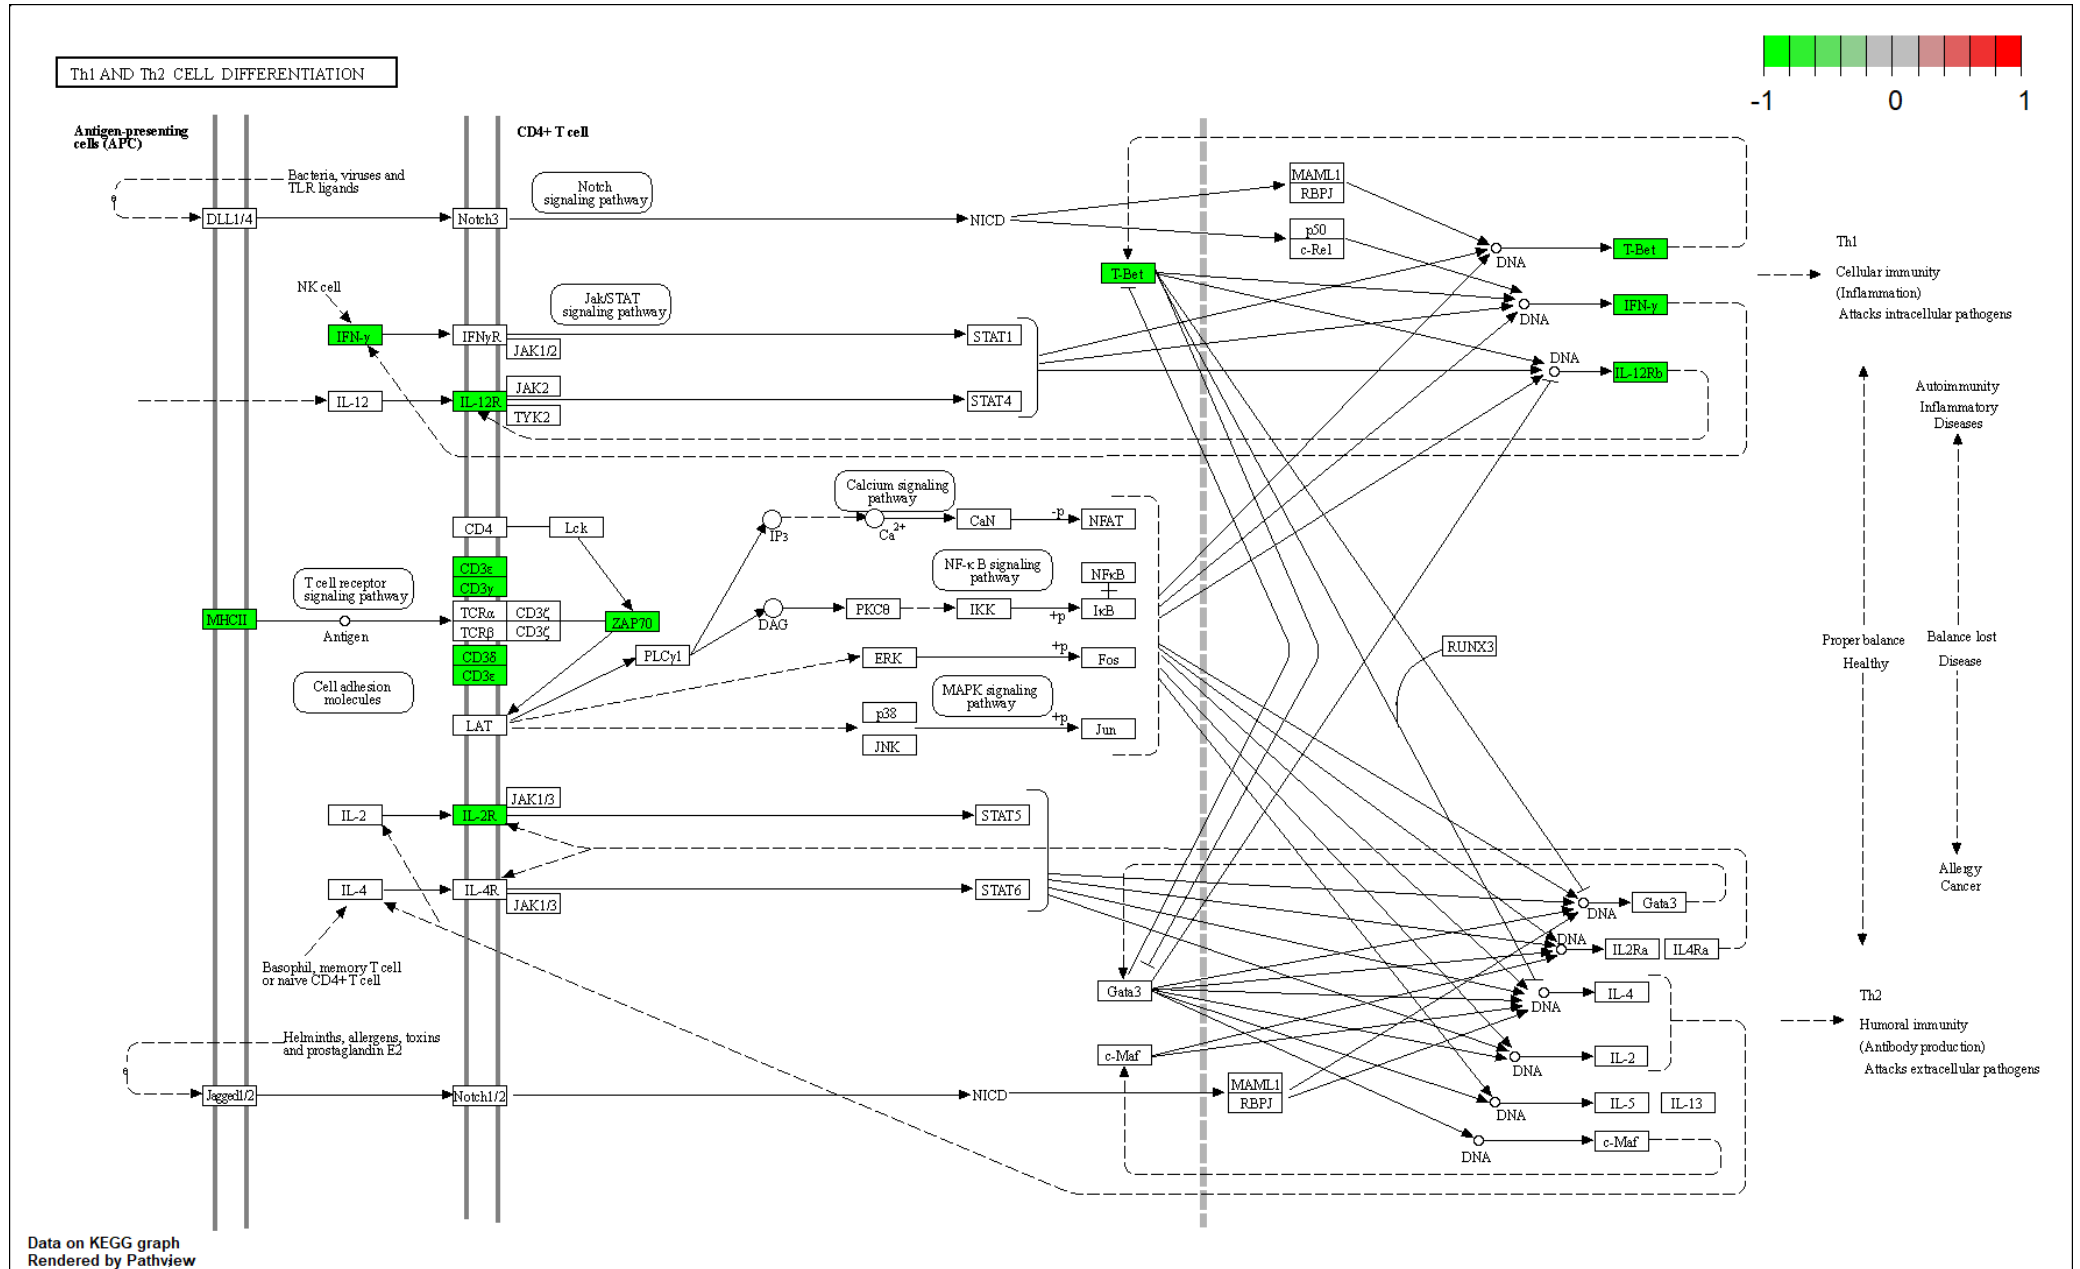 Th1 AND Th2 CELL DIFFERENTIATION
-1
0
1
Antigen-presenting
cells (APC)
CD4+ T cell
Bacteria, viruses and
TLR ligands
Notch
signaling pathway
DLL1/4
Notch3
NICD
MAML1
RBPJ
p50
c-Rel
DNA
T-Bet
T-Bet
Th1
Cellular immunity
(Inflammation)
Attacks intracellular pathogens
NK cell
Jak/STAT
signaling pathway
IFN-γ
IFNγR
JAK1/2
STAT1
DNA
IFN-γ
IL-12
IL-12R
JAK2
TYK2
STAT4
DNA
IL-12Rb
Autoimmunity
Inflammatory
Diseases
Calcium signaling
pathway
CD4
Lck
IP3
Ca2+
CaN
-p
NFAT
CD3ε
CD3γ
T cell receptor
signaling pathway
NF-κB signaling
pathway
NFκB
MHCII
Antigen
TCRα
CD3ζ
TCRβ
CD3ζ
ZAP70
DAG
PKCθ
IKK
+p
IκB
CD3δ
CD3ε
PLCγ1
ERK
+p
Fos
RUNX3
Proper balance
Healthy
Balance lost
Disease
Cell adhesion
molecules
MAPK signaling
pathway
LAT
p38
JNK
+p
Jun
IL-2
IL-2R
JAK1/3
STAT5
IL-4
IL-4R
JAK1/3
STAT6
Allergy
Cancer
DNA
Gata3
DNA
IL2Ra
IL4Ra
Basophil, memory T cell
or naive CD4+ T cell
Gata3
DNA
IL-4
Th2
Humoral immunity
(Antibody production)
Attacks extracellular pathogens
Helminths, allergens, toxins
and prostaglandin E2
c-Maf
DNA
IL-2
Jagged1/2
Notch1/2
NICD
MAML1
RBPJ
DNA
IL-5
IL-13
DNA
c-Maf
Data on KEGG graph
Rendered by Pathview